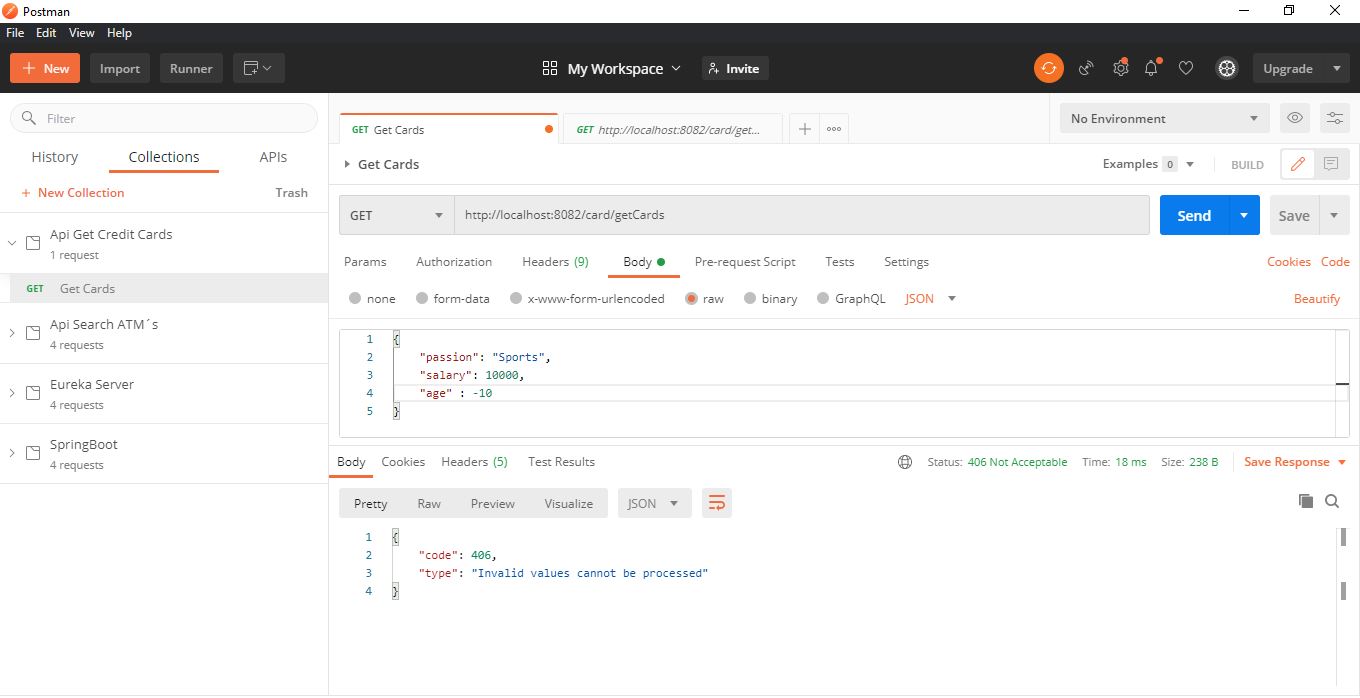 Postman
File Edit View Help
+ New Import Runner My Workspace Invite Upgrade
Filter
History Collections APIs
+ New Collection Trash
Api Get Credit Cards
1 request
GET Get Cards
Api Search ATM´s
4 requests
Eureka Server
4 requests
SpringBoot
4 requests
GET Get Cards GET http://localhost:8082/card/get... + ooo No Environment
Get Cards Examples 0 BUILD
GET http://localhost:8082/card/getCards Send Save
Params Authorization Headers (9) Body Pre-request Script Tests Settings Cookies Code
none form-data x-www-form-urlencoded raw binary GraphQL JSON Beautify
1 {
2 "passion": "Sports",
3 "salary": 10000,
4 "age" : -10
5 }
Body Cookies Headers (5) Test Results Status: 406 Not Acceptable Time: 18 ms Size: 238 B Save Response
Pretty Raw Preview Visualize JSON
1 {
2 "code": 406,
3 "type": "Invalid values cannot be processed"
4 }